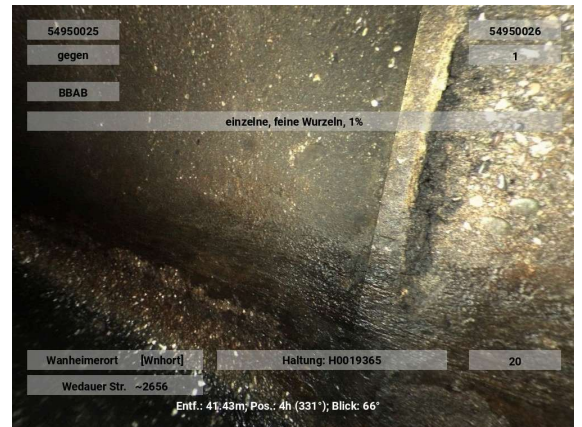 54950025 54950026
gegen 1
BBAB
einzelne, feine Wurzeln, 1%
Wanheimerort [Wnhort] Haltung: H0019365 20
Wedauer Str. ~2656
Entf.: 41.43m; Pos.: 4h (331°); Blick: 66°